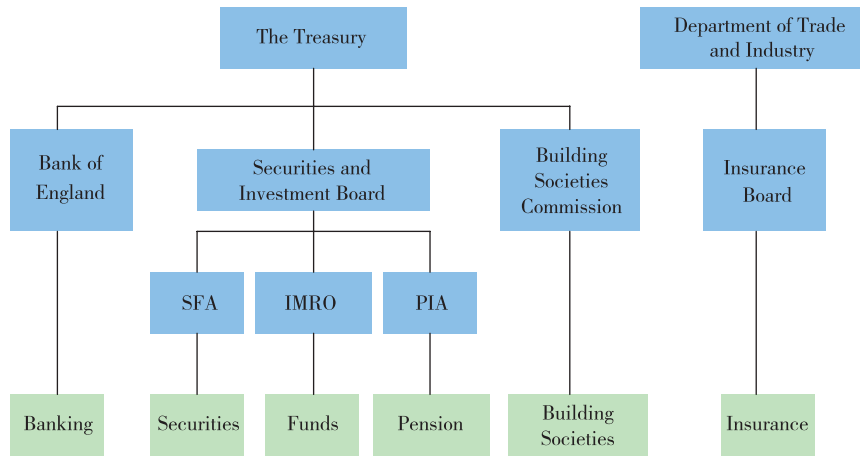 The Treasury
Department of Trade
and Industry
Bank of
England
Securities and
Investment Board
Building
Societies
Commission
Insurance
Board
SFA
IMRO
PIA
Banking
Securities
Funds
Pension
Building
Societies
Insurance